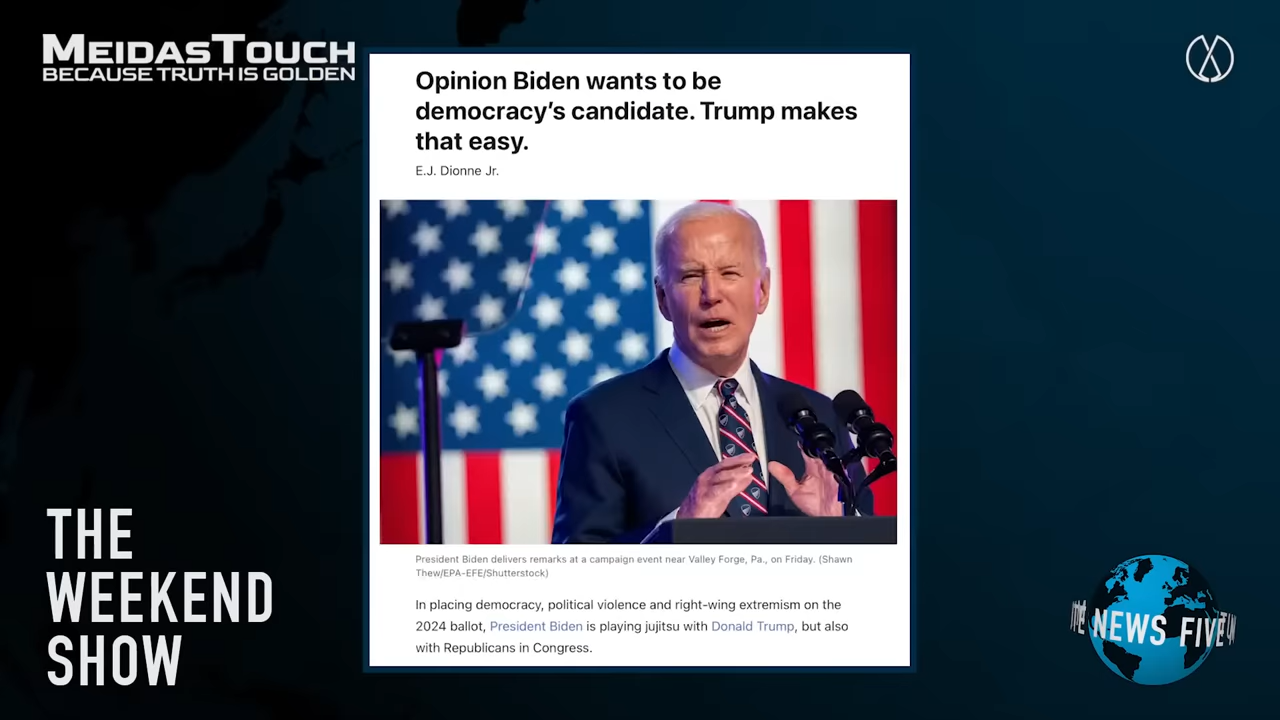 MEIDASTOUCH
BECAUSE TRUTH IS GOLDEN
Opinion Biden wants to be
democracy’s candidate. Trump makes
that easy.
E.J. Dionne Jr.
President Biden delivers remarks at a campaign event near Valley Forge, Pa., on Friday. (Shawn
Thew/EPA-EFE/Shutterstock)
In placing democracy, political violence and right-wing extremism on the
2024 ballot, President Biden is playing jujitsu with Donald Trump, but also
with Republicans in Congress.
THE
WEEKEND
SHOW
NEWS FIVE